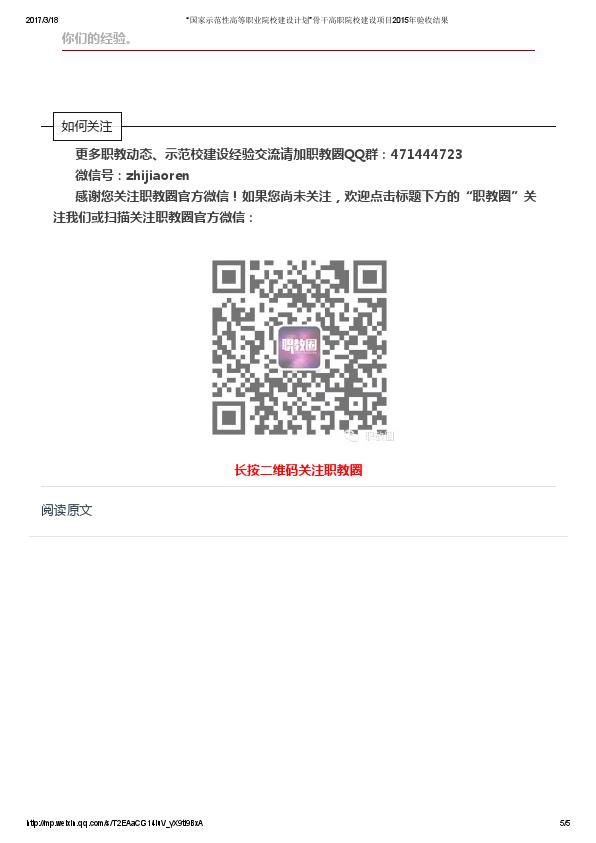 2017/3/18
“国家示范性高等职业院校建设计划”骨干高职院校建设项目2015年验收结果
你们的经验。
如何关注
更多职教动态、示范校建设经验交流请加职教圈QQ群：471444723
微信号：zhijiaoren
感谢您关注职教圈官方微信！如果您尚未关注，欢迎点击标题下方的“职教圈”关
注我们或扫描关注职教圈官方微信：
职教圈
职教圈
长按二维码关注职教圈
阅读原文
5/5